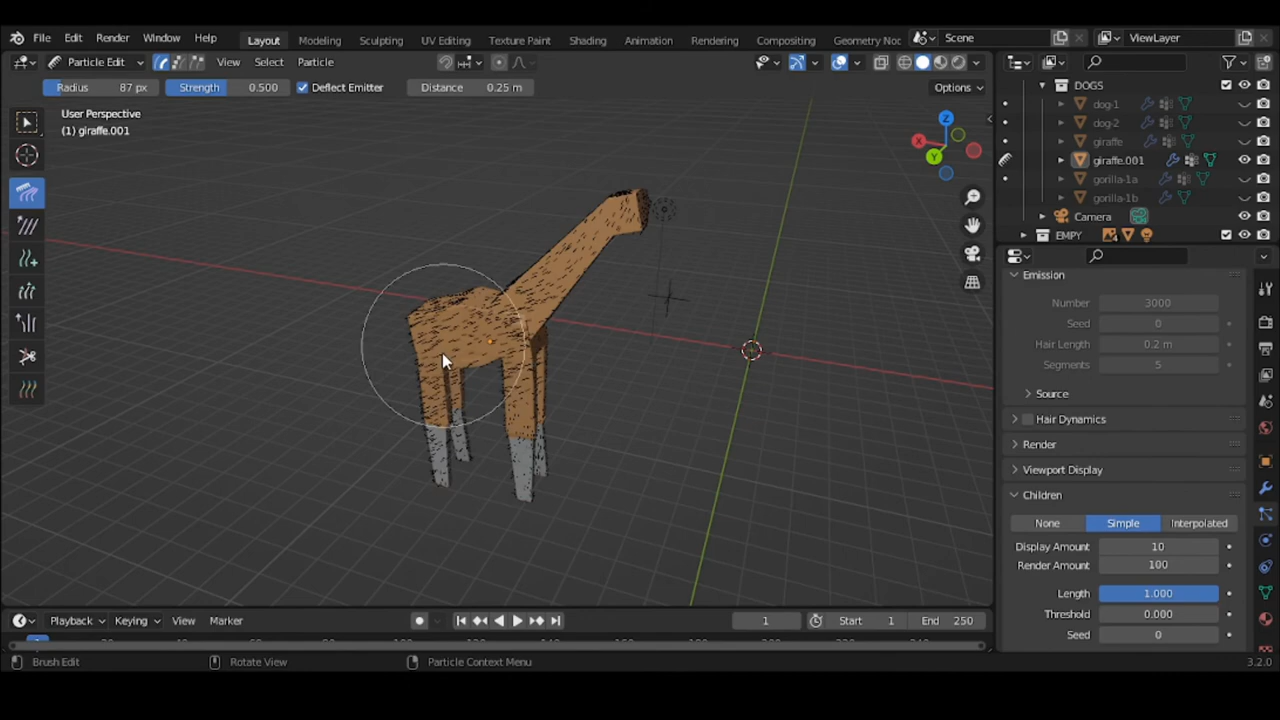 File Edit Render Window Help Layout Modeling Sculpting UV Editing Texture Paint Shading Animation Rendering Compositing Geometry Noc Scene ViewLayer
Particle Edit View Select Particle
Radius 87 px Strength 0.500 Deflect Emitter Distance 0.25 m Options
User Perspective
(1) giraffe.001
Z
X
Y
DOGS
dog-1
dog-2
giraffe
giraffe.001
gorilla-1a
gorilla-1b
Camera
EMPY
Emission
Number 3000
Seed 0
Hair Length 0.2 m
Segments 5
Source
Hair Dynamics
Render
Viewport Display
Children
None Simple Interpolated
Display Amount 10
Render Amount 100
Length 1.000
Threshold 0.000
Seed 0
Playback Keying View Marker 1 Start 1 End 250
Brush Edit Rotate View Particle Context Menu 3.2.0